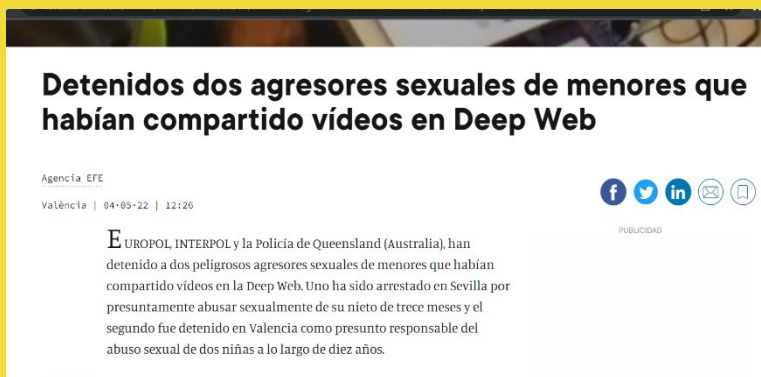 Detenidos dos agresores sexuales de menores que
habían compartido vídeos en Deep Web
Agencia EFE
València | 04·05·22 | 12:26
PUBLICIDAD
EUROPOL, INTERPOL y la Policía de Queensland (Australia), han
detenido a dos peligrosos agresores sexuales de menores que habían
compartido vídeos en la Deep Web. Uno ha sido arrestado en Sevilla por
presuntamente abusar sexualmente de su nieto de trece meses y el
segundo fue detenido en Valencia como presunto responsable del
abuso sexual de dos niñas a lo largo de diez años.